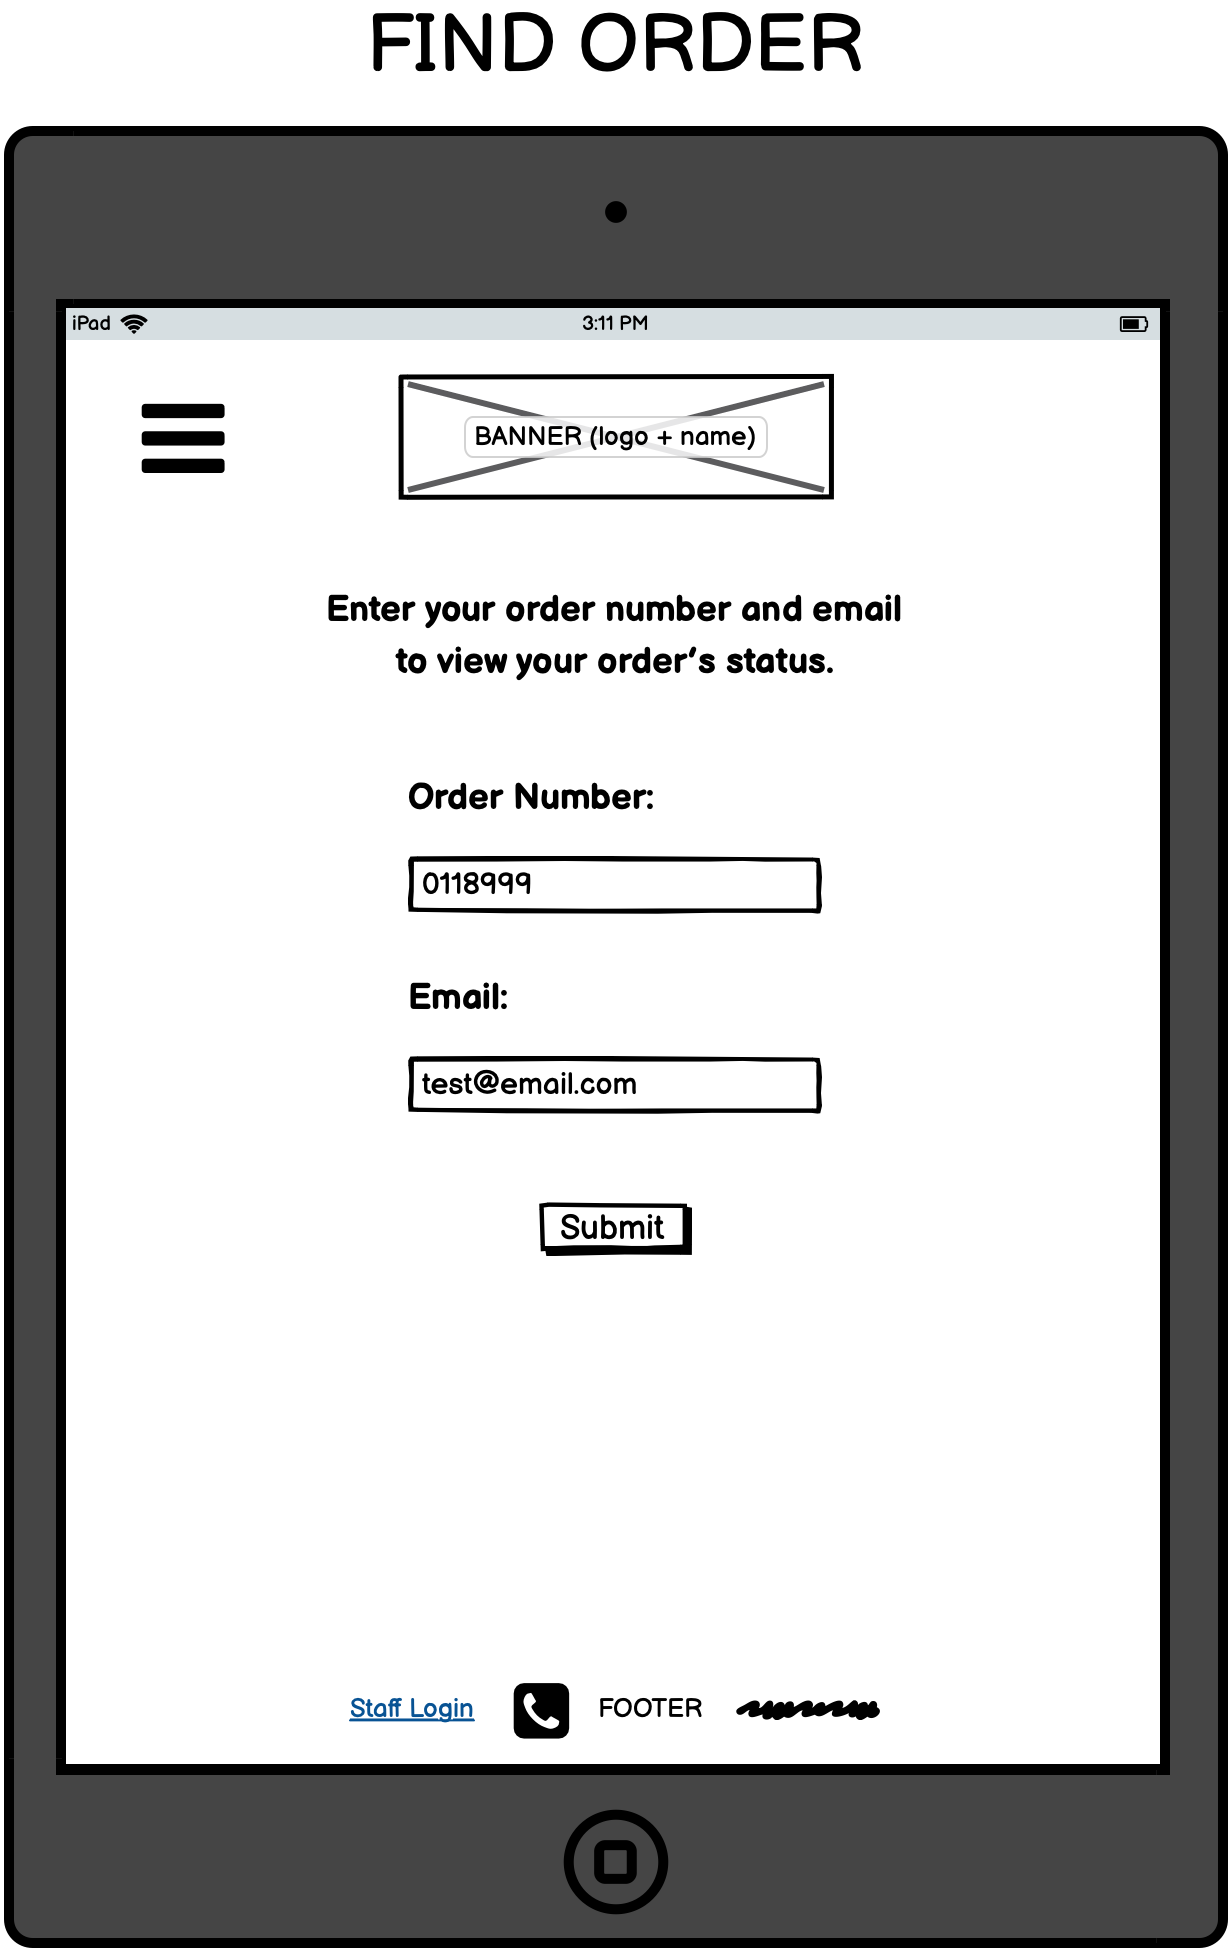 FIND ORDER
iPad 3:11 PM
BANNER (logo + name)
Enter your order number and email
to view your order's status.
Order Number:
0118999
Email:
test@email.com
Submit
Staff Login FOOTER